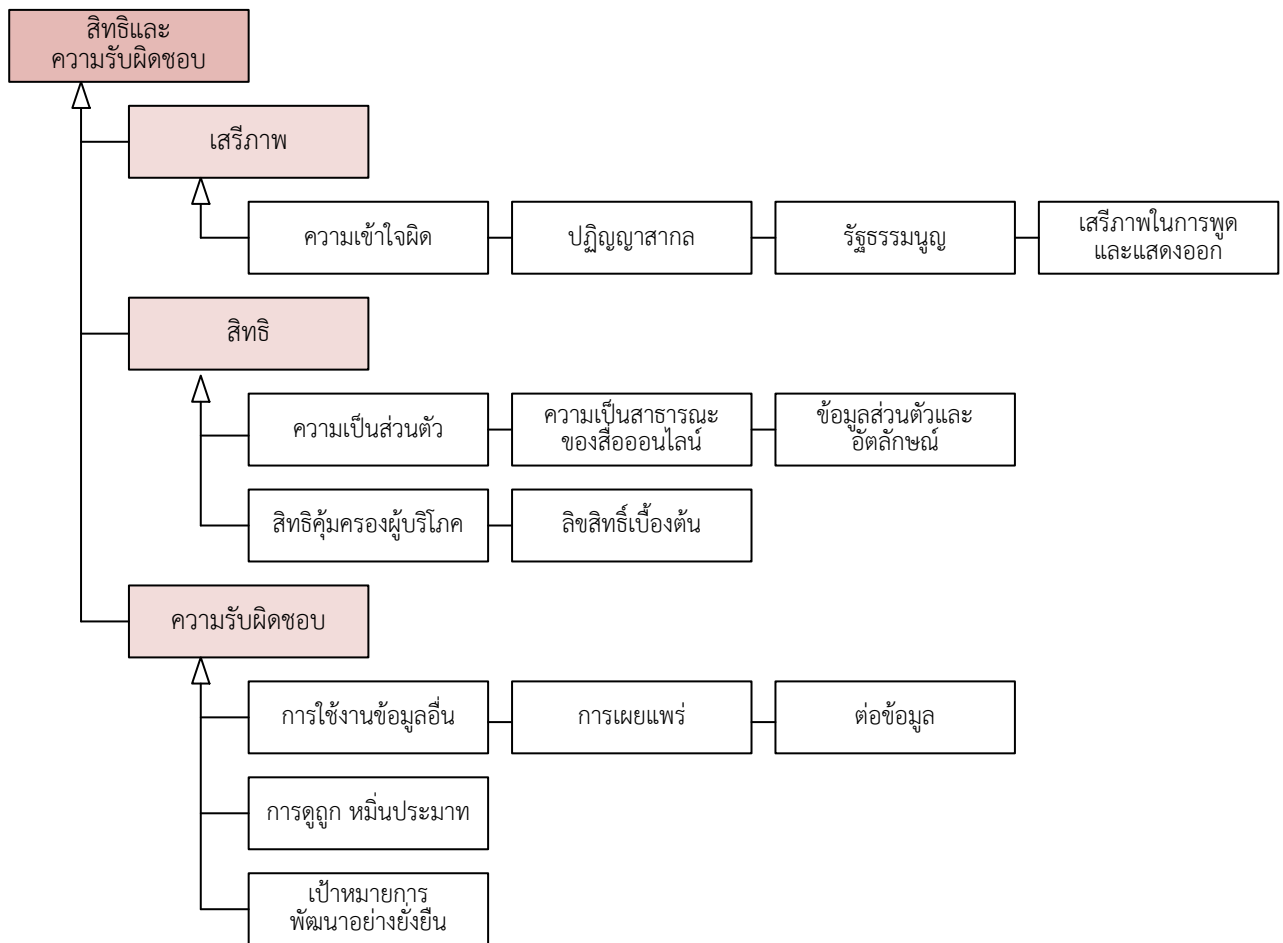 สิทธิและ
ความรับผิดชอบ
เสรีภาพ
ความเข้าใจผิด
ปฏิญญาสากล
รัฐธรรมนูญ
เสรีภาพในการพูด
และแสดงออก
สิทธิ
ความเป็นส่วนตัว
ความเป็นสาธารณะ
ของสื่อออนไลน์
ข้อมูลส่วนตัวและ
อัตลักษณ์
สิทธิคุ้มครองผู้บริโภค
ลิขสิทธิ์เบื้องต้น
ความรับผิดชอบ
การใช้งานข้อมูลอื่น
การเผยแพร่
ต่อข้อมูล
การดูถูก หมิ่นประมาท
เป้าหมายการ
พัฒนาอย่างยั่งยืน